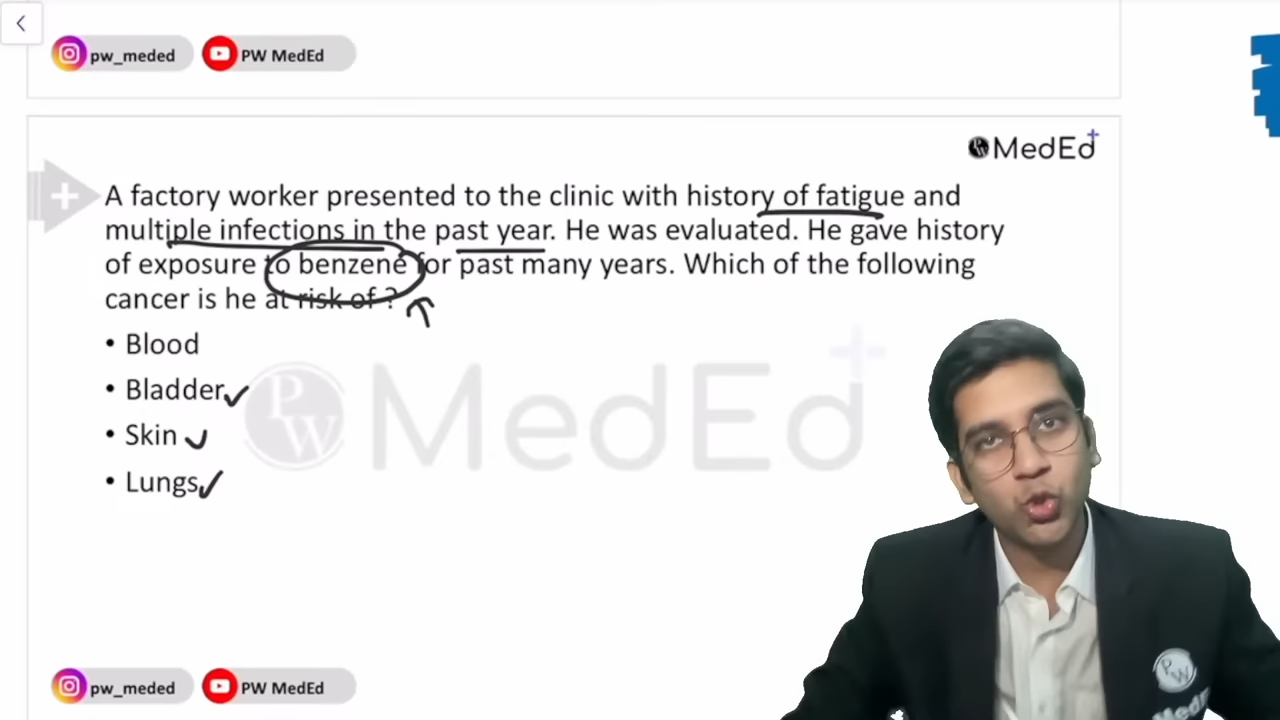 pw_meded PW MedEd
MedEd
A factory worker presented to the clinic with history of fatigue and
multiple infections in the past year. He was evaluated. He gave history
of exposure to benzene for past many years. Which of the following
cancer is he at risk of ?
• Blood
• Bladder
• Skin
• Lungs
PW MedEd
PW
pw_meded PW MedEd